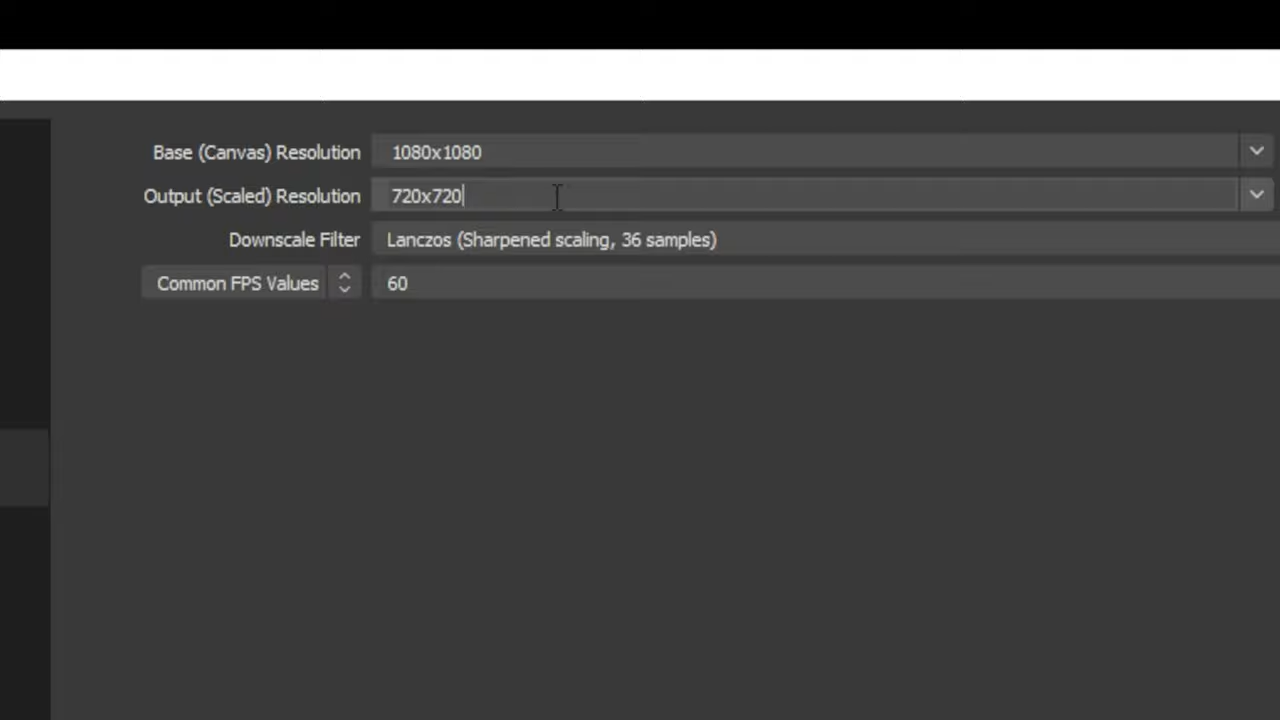 Base (Canvas) Resolution 1080x1080
Output (Scaled) Resolution 720x720
Downscale Filter Lanczos (Sharpened scaling, 36 samples)
Common FPS Values 60